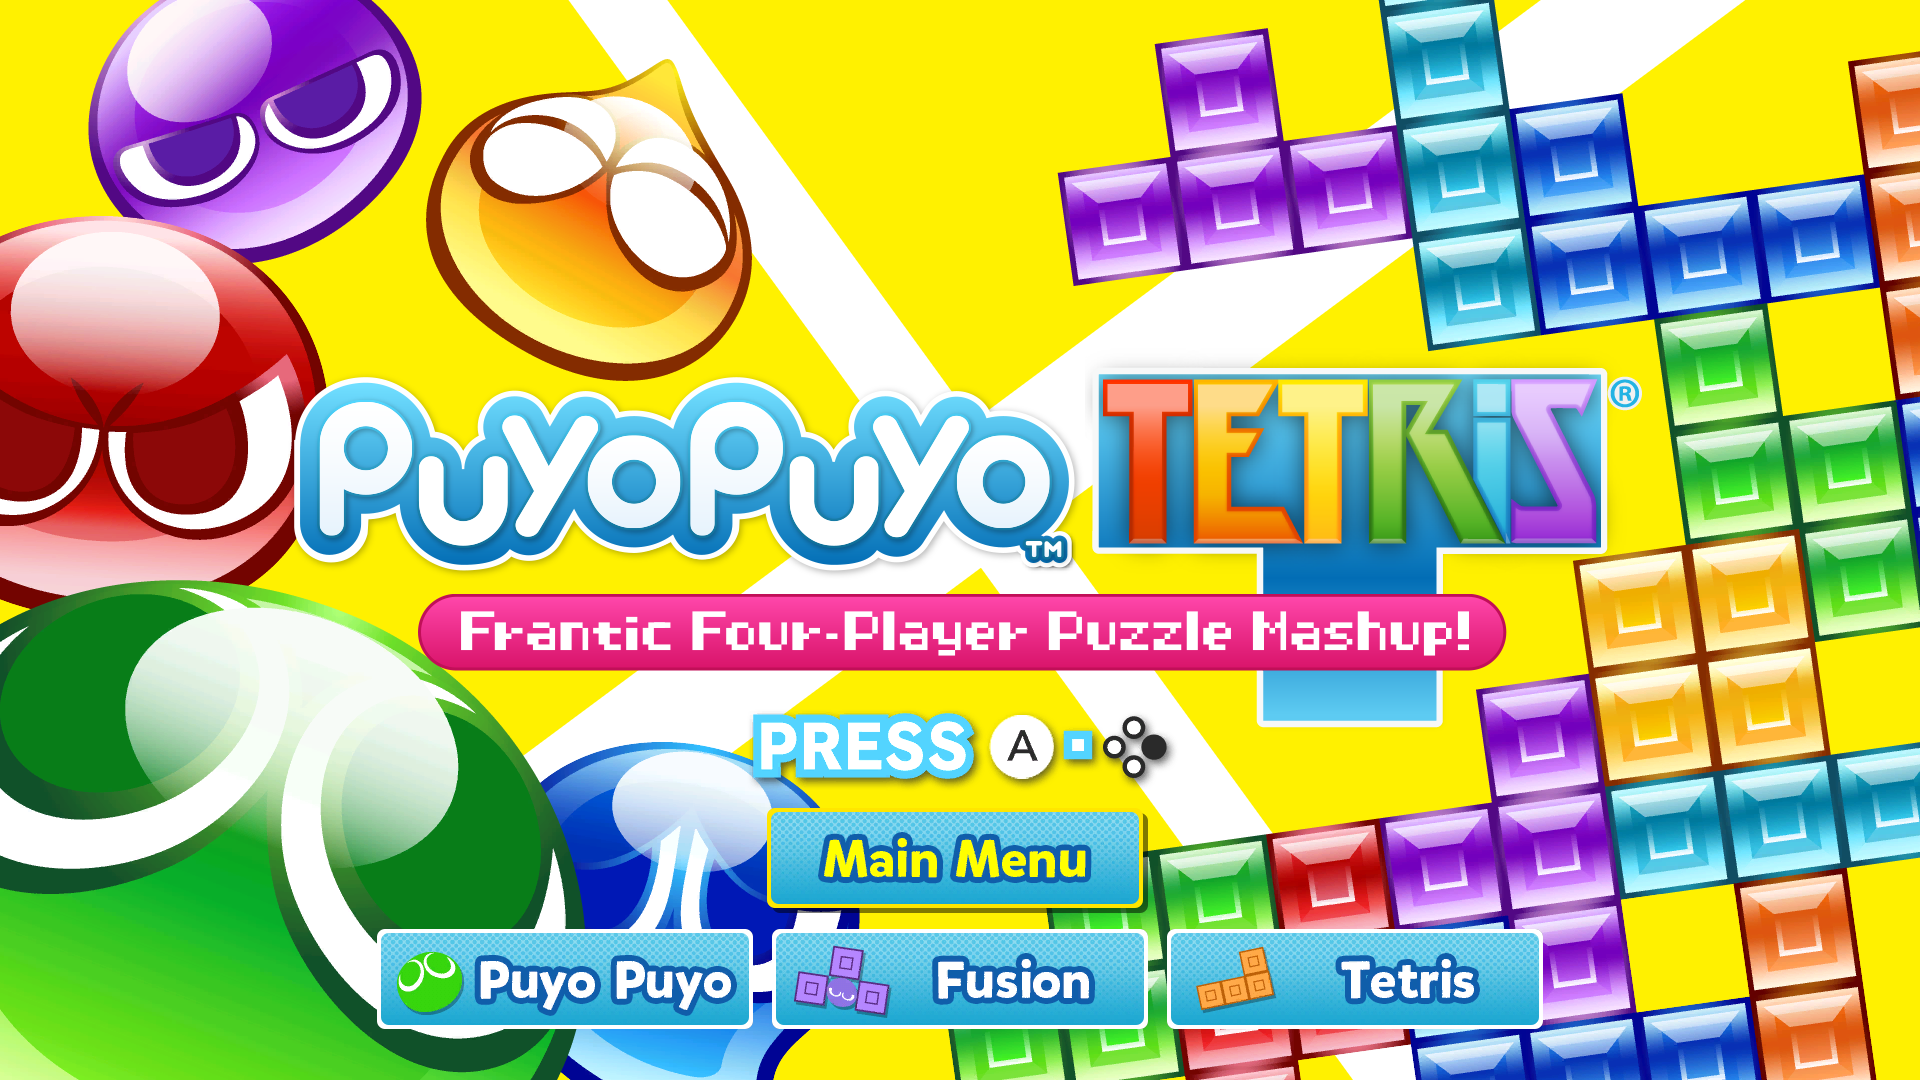 PuyoPuyo™ TETRiS®
Frantic Four-Player Puzzle Mashup!
PRESS A
Main Menu
Puyo Puyo
Fusion
Tetris